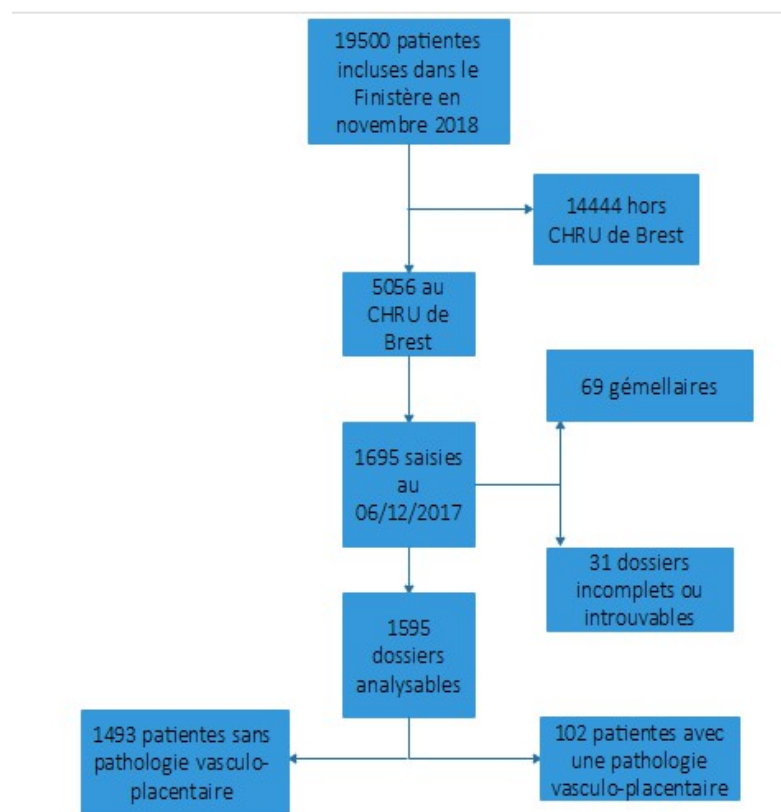 19500 patientes
incluses dans le
Finistère en
novembre 2018
14444 hors
CHRU de Brest
5056 au
CHRU de
Brest
69 gémellaires
1695 saisies
au
06/12/2017
31 dossiers
incomplets ou
introuvables
1595
dossiers
analysables
1493 patientes sans
pathologie vasculo-
placentaire
102 patientes avec
une pathologie
vasculo-placentaire